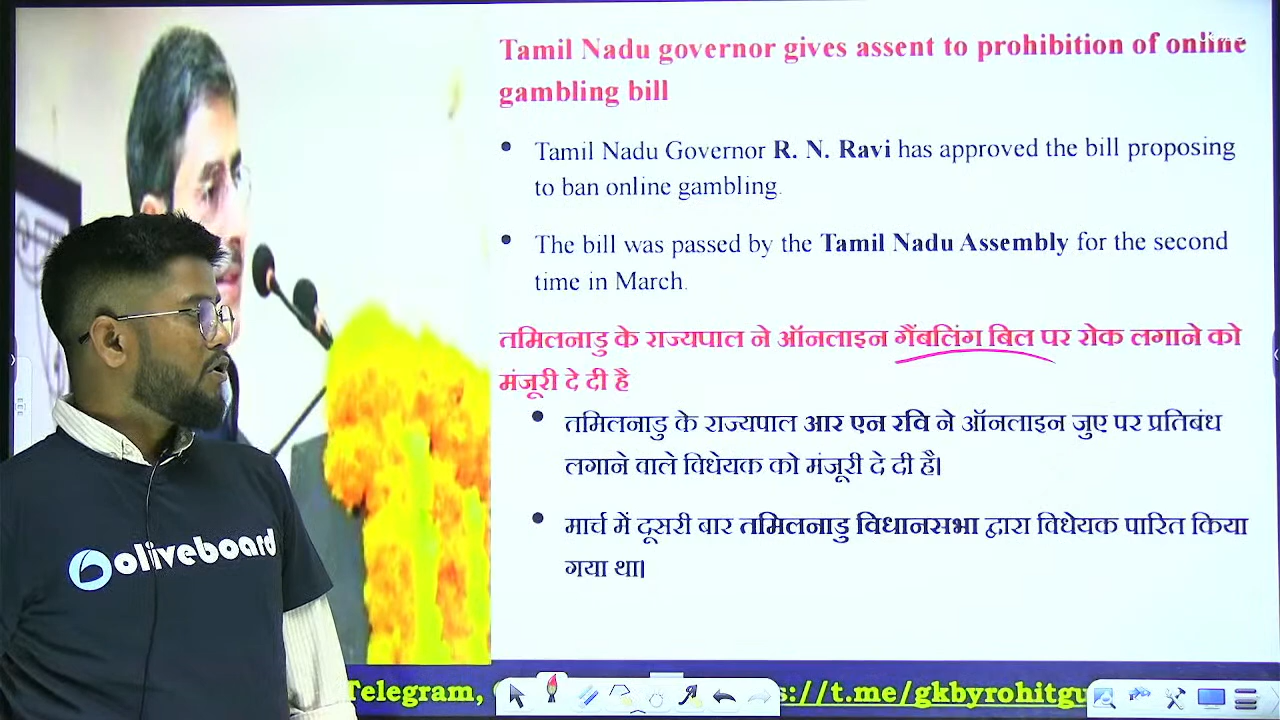 Tamil Nadu governor gives assent to prohibition of online
gambling bill
• Tamil Nadu Governor R. N. Ravi has approved the bill proposing
to ban online gambling.
• The bill was passed by the Tamil Nadu Assembly for the second
time in March.
तमिलनाडु के राज्यपाल ने ऑनलाइन गैंबलिंग बिल पर रोक लगाने को
मंजूरी दे दी है
• तमिलनाडु के राज्यपाल आर एन रवि ने ऑनलाइन जुए पर प्रतिबंध
लगाने वाले विधेयक को मंजूरी दे दी है।
• मार्च में दूसरी बार तमिलनाडु विधानसभा द्वारा विधेयक पारित किया
गया था।
oliveboard
Telegram, s://t.me/gkbyrohitgu